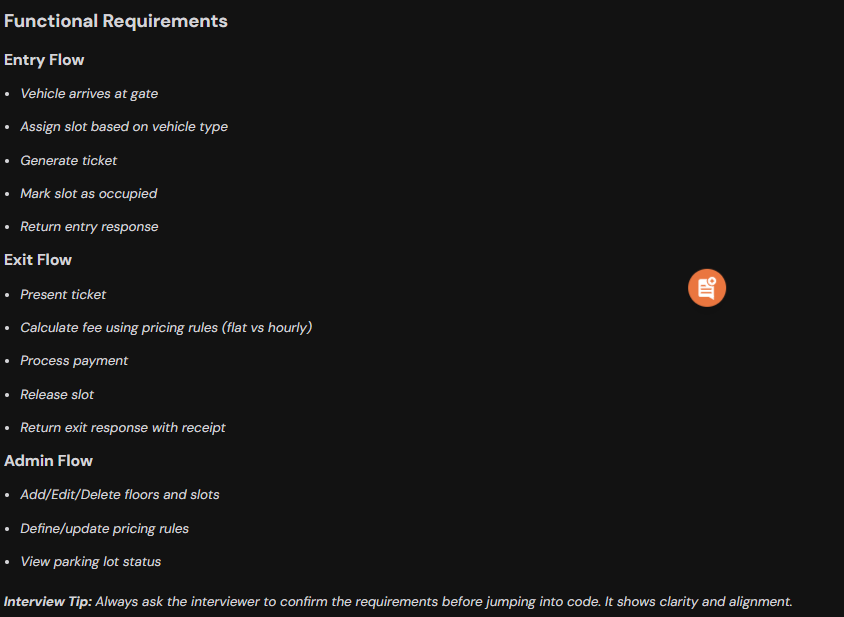 Functional Requirements
Entry Flow
• Vehicle arrives at gate
• Assign slot based on vehicle type
• Generate ticket
• Mark slot as occupied
• Return entry response
Exit Flow
• Present ticket
• Calculate fee using pricing rules (flat vs hourly)
• Process payment
• Release slot
• Return exit response with receipt
Admin Flow
• Add/Edit/Delete floors and slots
• Define/update pricing rules
• View parking lot status
Interview Tip: Always ask the interviewer to confirm the requirements before jumping into code. It shows clarity and alignment.